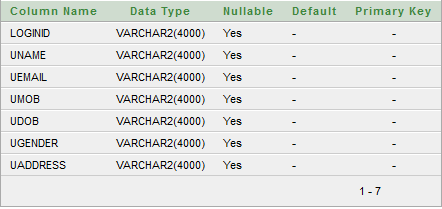 Column Name Data Type Nullable Default Primary Key
LOGINID VARCHAR2(4000) Yes - -
UNAME VARCHAR2(4000) Yes - -
UEMAIL VARCHAR2(4000) Yes - -
UMOB VARCHAR2(4000) Yes - -
UDOB VARCHAR2(4000) Yes - -
UGENDER VARCHAR2(4000) Yes - -
UADDRESS VARCHAR2(4000) Yes - -
1 - 7